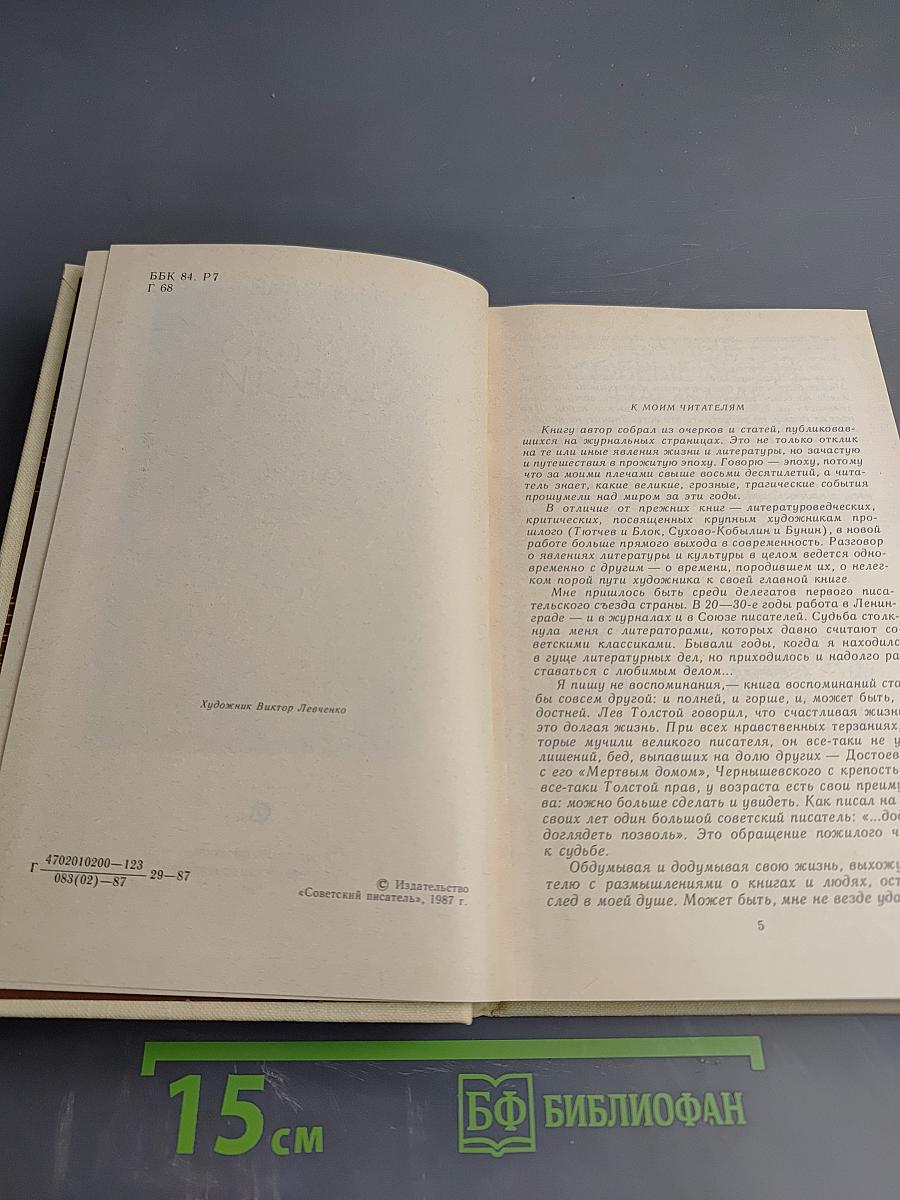 ББК 84. Р7
Г 68
Художник Виктор Левченко
Г 4702010200—123 29—87
083(02)—87
© Издательство
«Советский писатель», 1987 г.
К МОИМ ЧИТАТЕЛЯМ
Книгу автор собрал из очерков и статей, публиковав-
шихся на журнальных страницах. Это не только отклик
на те или иные явления жизни и литературы, но зачастую
и путешествия в прожитую эпоху. Говорю — эпоху, потому
что за моими плечами свыше восьми десятилетий, а чита-
тель знает, какие великие, грозные, трагические события
прошумели над миром за эти годы.
В отличие от прежних книг — литературоведческих,
критических, посвященных крупным художникам про-
шлого (Тютчев и Блок, Сухово-Кобылин и Бунин), в новой
работе больше прямого выхода в современность. Разговор
о явлениях литературы и культуры в целом ведется одно-
временно с другим — о времени, породившем их, о нелег-
ком порой пути художника к своей главной книге
Мне пришлось быть среди делегатов первого писа-
тельского съезда страны. В 20—30-е годы работа в Ленин-
граде — и в журналах и в Союзе писателей. Судьба столк-
нула меня с литераторами, которых давно считают со-
ветскими классиками. Бывали годы, когда я находилс
в гуще литературных дел, но приходилось и надолго ра
ставаться с любимым делом...
Я пишу не воспоминания,— книга воспоминаний ста
бы совсем другой: и полней, и горше, и, может быть,
достней. Лев Толстой говорил, что счастливая жизн
это долгая жизнь. При всех нравственных терзаниях,
торые мучили великого писателя, он все-таки не у
лишений, бед, выпавших на долю других — Достоев
с его «Мертвым домом», Чернышевского с крепость
все-таки Толстой прав, у возраста есть свои преиму
ва: можно больше сделать и увидеть. Как писал на
своих лет один большой советский писатель: «...до
доглядеть позволь». Это обращение пожилого ч
к судьбе.
Обдумывая и додумывая свою жизнь, выхожу
телю с размышлениями о книгах и людях, ост
след в моей душе. Может быть, мне не везде уда
5
15 см
БФ БИБЛИОФАН